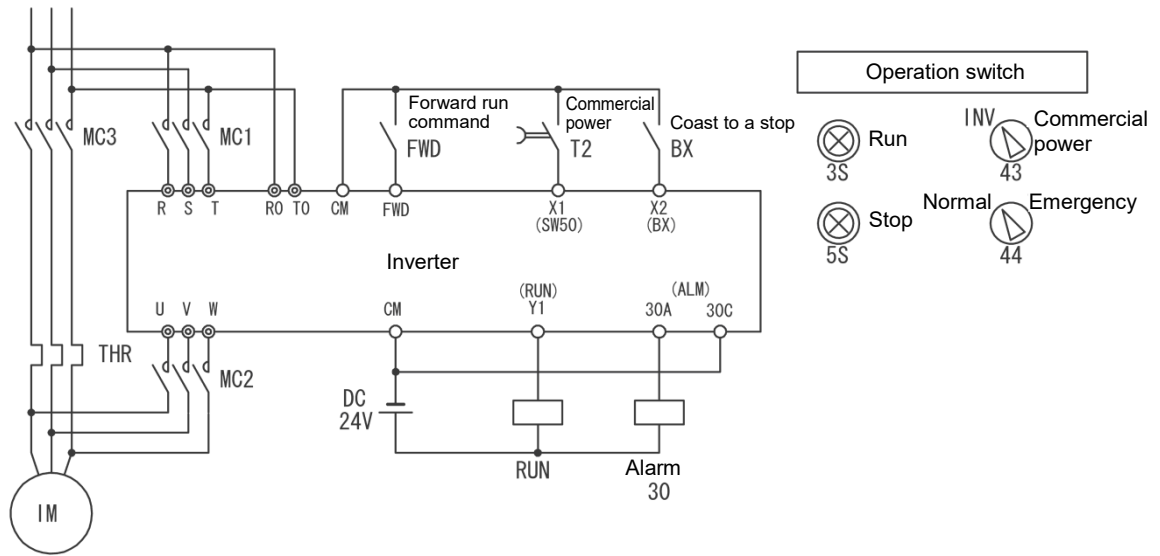 Operation switch
MC3
MC1
Forward run
command
FWD
Commercial
power
T2
Coast to a stop
BX
Run
3S
INV
Commercial
power
43
Stop
5S
Normal
Emergency
44
R
S
T
R0
T0
CM
FWD
X1
(SW50)
X2
(BX)
Inverter
U
V
W
CM
(RUN)
Y1
(ALM)
30A
30C
THR
MC2
DC
24V
RUN
Alarm
30
IM